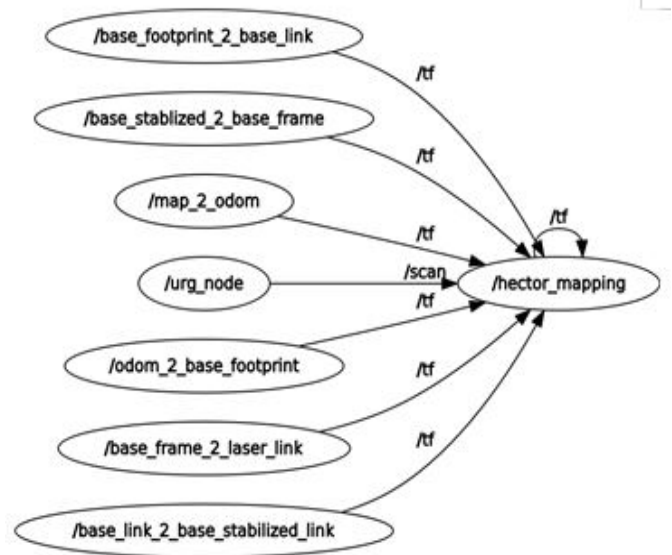 /base_footprint_2_base_link
/tf
/base_stablized_2_base_frame
/tf
/map_2_odom
/tf
/tf
/urg_node
/scan
/hector_mapping
/tf
/odom_2_base_footprint
/tf
/base_frame_2_laser_link
/tf
/base_link_2_base_stabilized_link